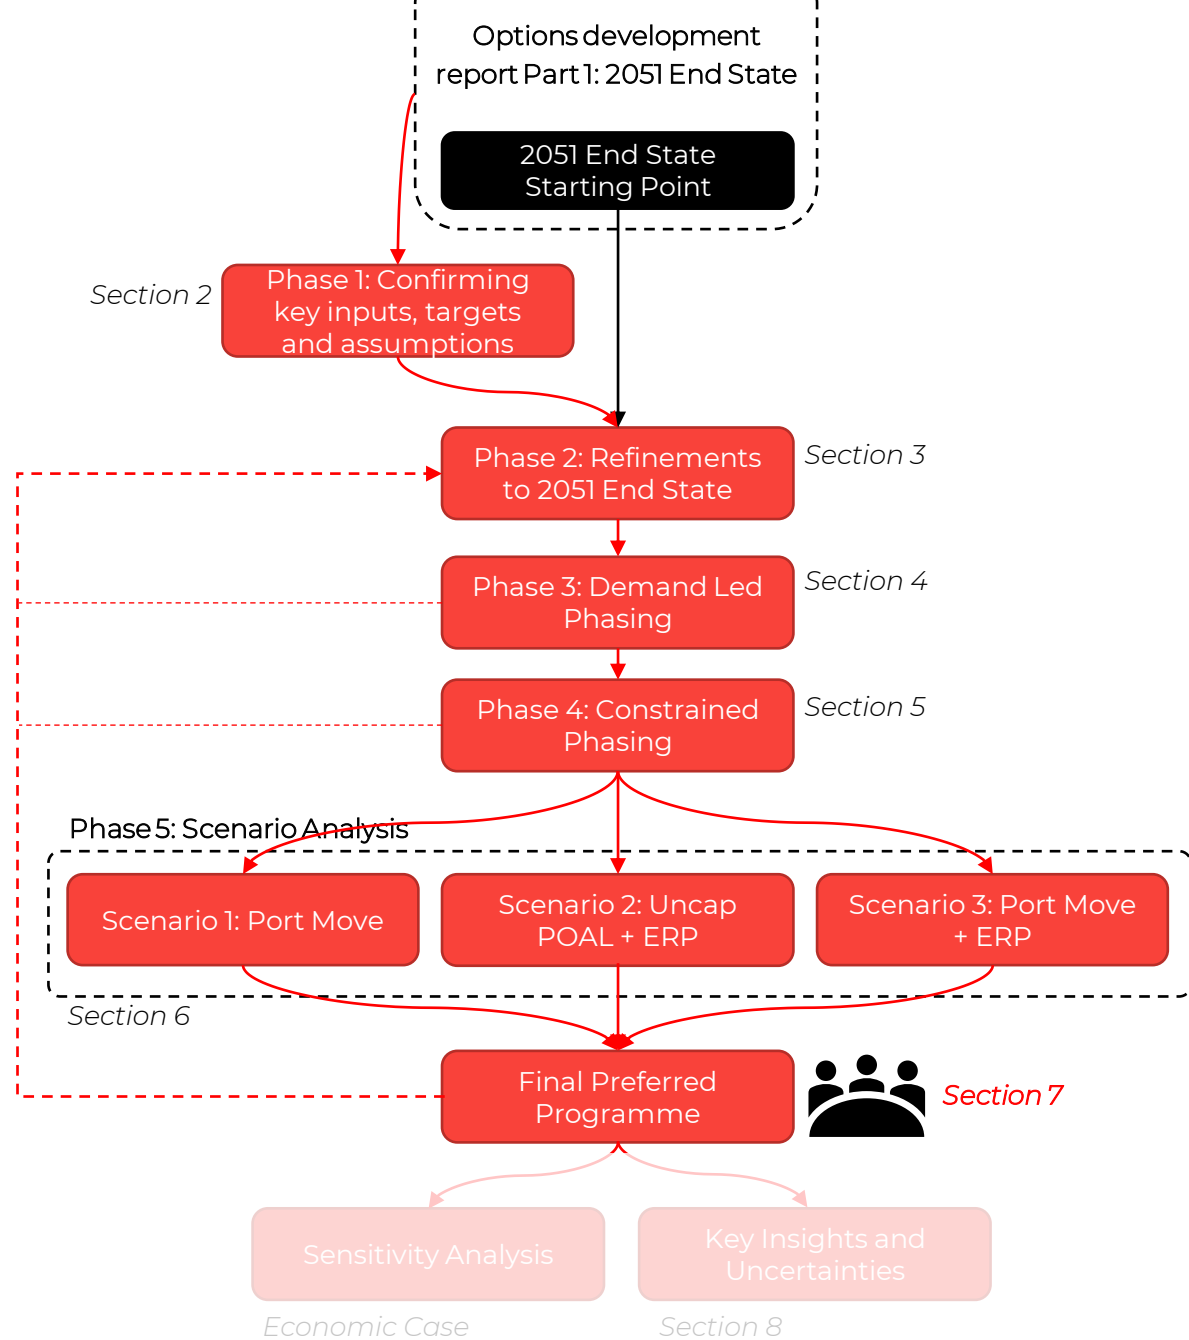 Options development
report Part 1: 2051 End State
2051 End State
Starting Point
Section 2
Phase 1: Confirming
key inputs, targets
and assumptions
Phase 2: Refinements
to 2051 End State
Section 3
Phase 3: Demand Led
Phasing
Section 4
Phase 4: Constrained
Phasing
Section 5
Phase 5: Scenario Analysis
Scenario 1: Port Move
Scenario 2: Uncap
POAL + ERP
Scenario 3: Port Move
+ ERP
Section 6
Final Preferred
Programme
Section 7
Sensitivity Analysis
Key Insights and
Uncertainties
Economic Case
Section 8